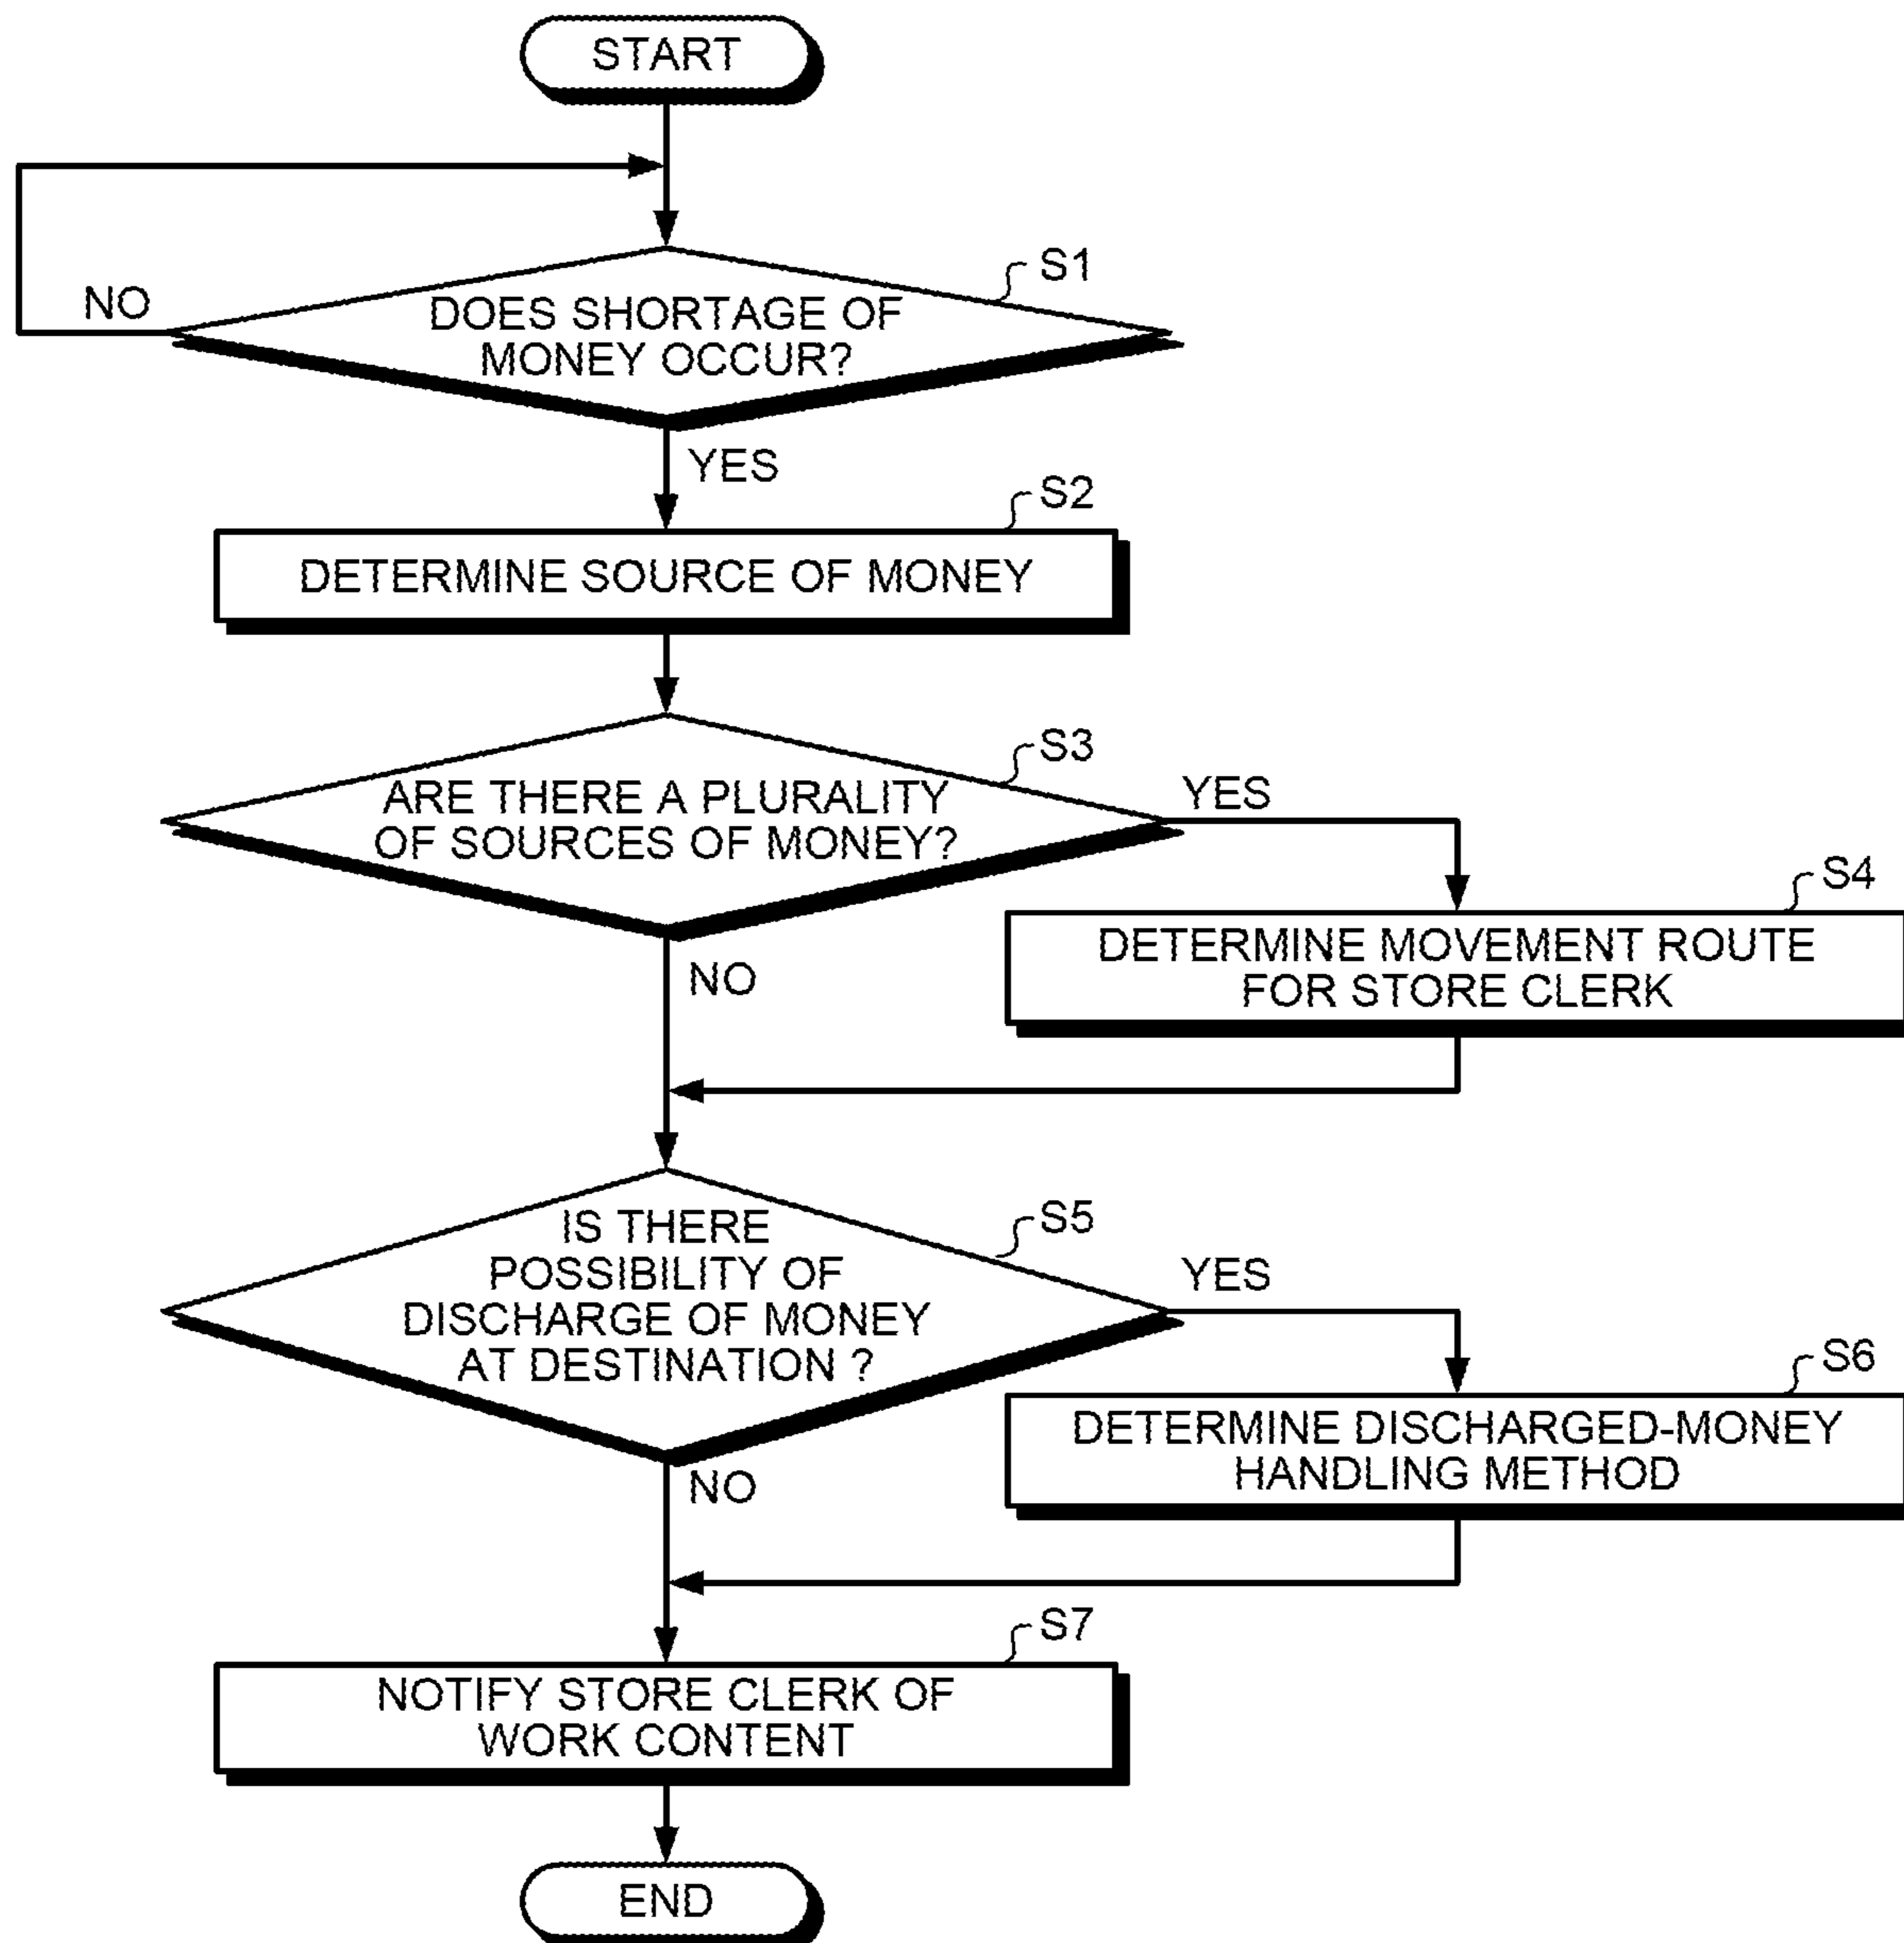 START
S1
NO
DOES SHORTAGE OF
MONEY OCCUR?
YES
S2
DETERMINE SOURCE OF MONEY
S3
ARE THERE A PLURALITY
OF SOURCES OF MONEY?
YES
S4
DETERMINE MOVEMENT ROUTE
FOR STORE CLERK
NO
S5
IS THERE
POSSIBILITY OF
DISCHARGE OF MONEY
AT DESTINATION ?
YES
S6
DETERMINE DISCHARGED-MONEY
HANDLING METHOD
NO
S7
NOTIFY STORE CLERK OF
WORK CONTENT
END